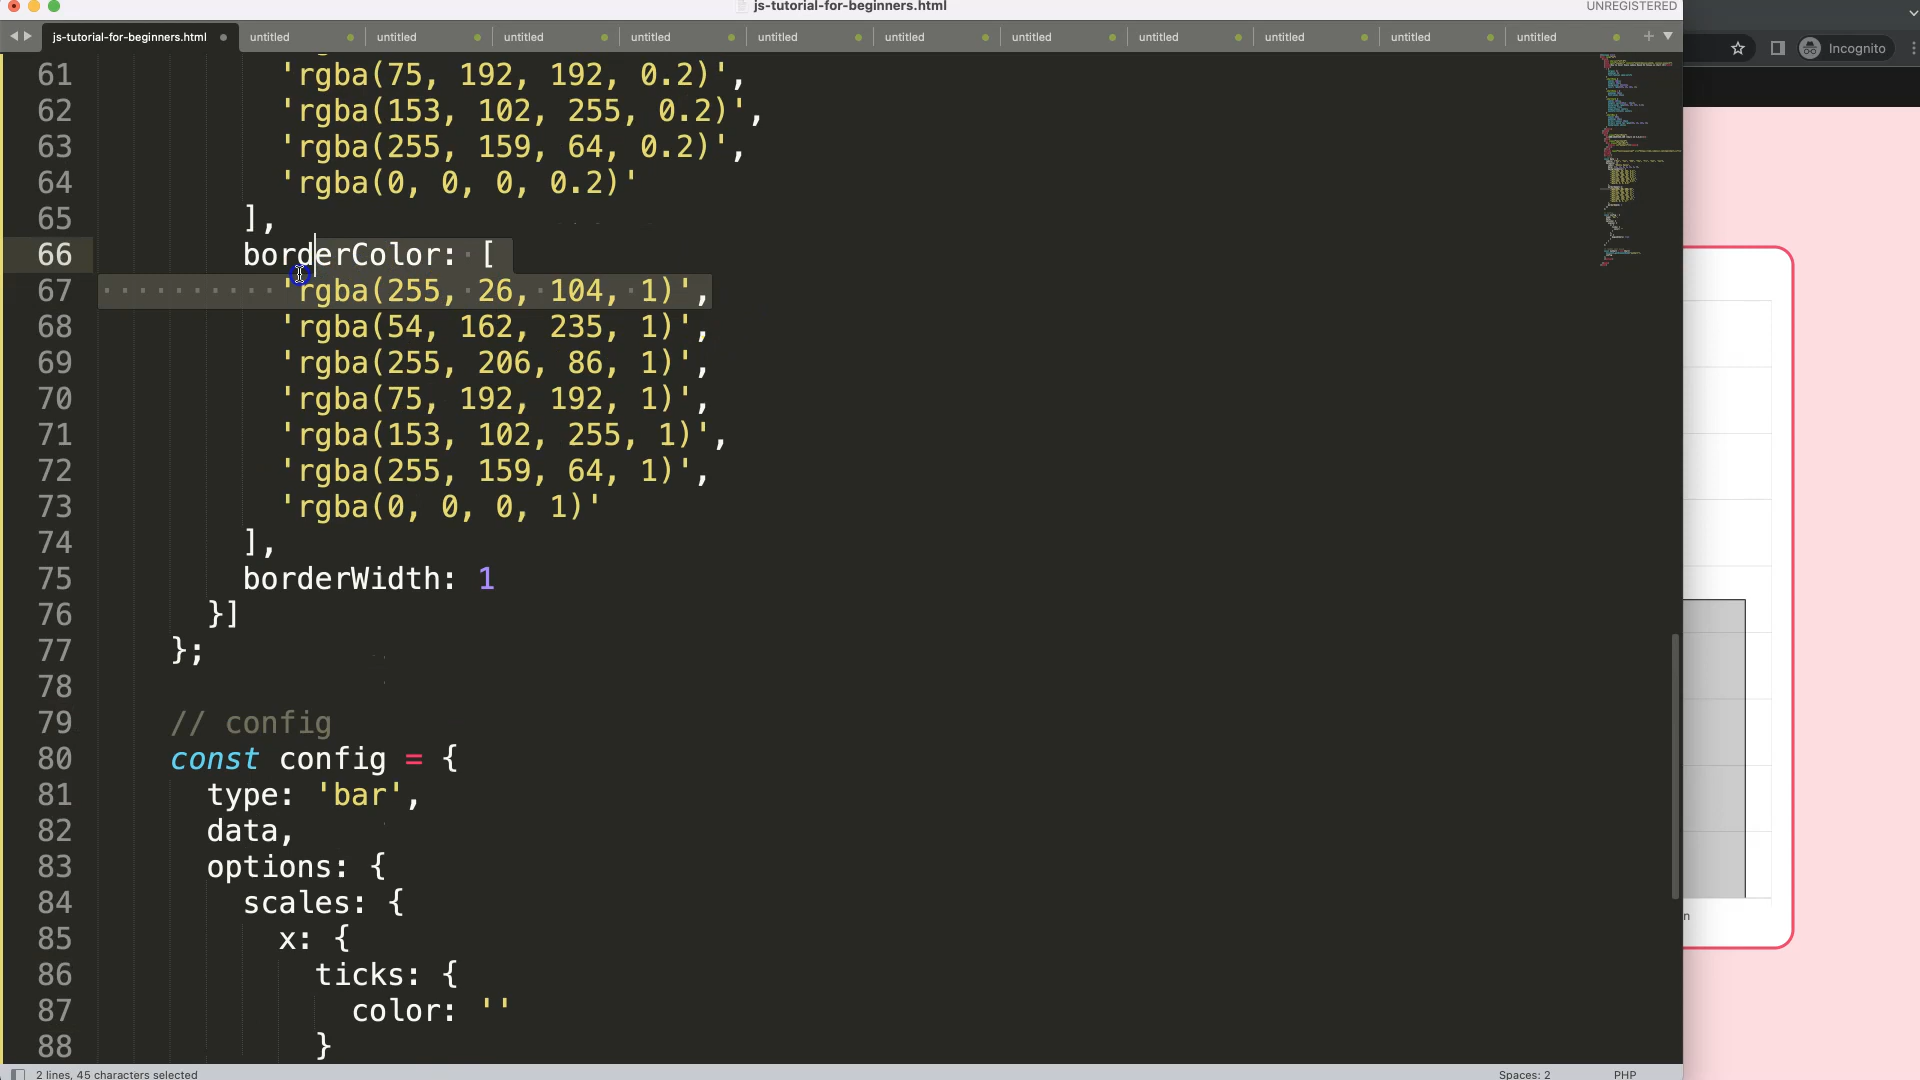 js-tutorial-for-beginners.html
UNREGISTERED
js-tutorial-for-beginners.html untitled untitled untitled untitled untitled untitled untitled untitled untitled untitled untitled
Incognito
61 'rgba(75, 192, 192, 0.2)',
62 'rgba(153, 102, 255, 0.2)',
63 'rgba(255, 159, 64, 0.2)',
64 'rgba(0, 0, 0, 0.2)'
65 ],
66 borderColor: [
67 'rgba(255, 26, 104, 1)',
68 'rgba(54, 162, 235, 1)',
69 'rgba(255, 206, 86, 1)',
70 'rgba(75, 192, 192, 1)',
71 'rgba(153, 102, 255, 1)',
72 'rgba(255, 159, 64, 1)',
73 'rgba(0, 0, 0, 1)'
74 ],
75 borderWidth: 1
76 }]
77 };
78
79 // config
80 const config = {
81 type: 'bar',
82 data,
83 options: {
84 scales: {
85 x: {
86 ticks: {
87 color: ''
88 }
n
2 lines, 45 characters selected
Spaces: 2
PHP